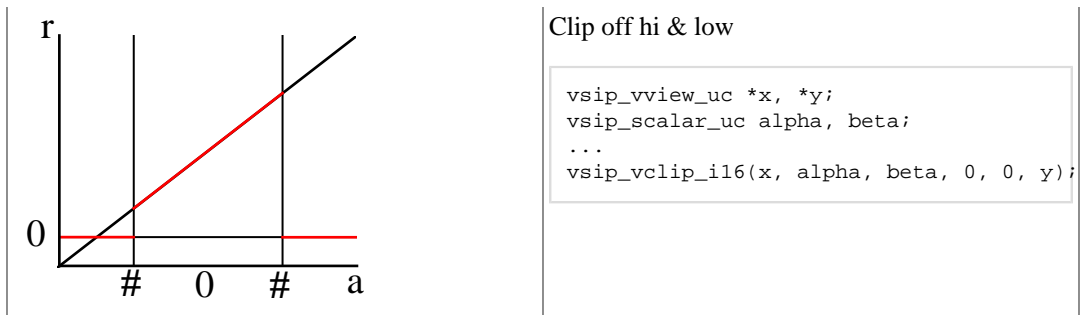 r
0
# 0 # a
Clip off hi & low
vsip_vview_uc *x, *y;
vsip_scalar_uc alpha, beta;
...
vsip_vclip_i16(x, alpha, beta, 0, 0, y);